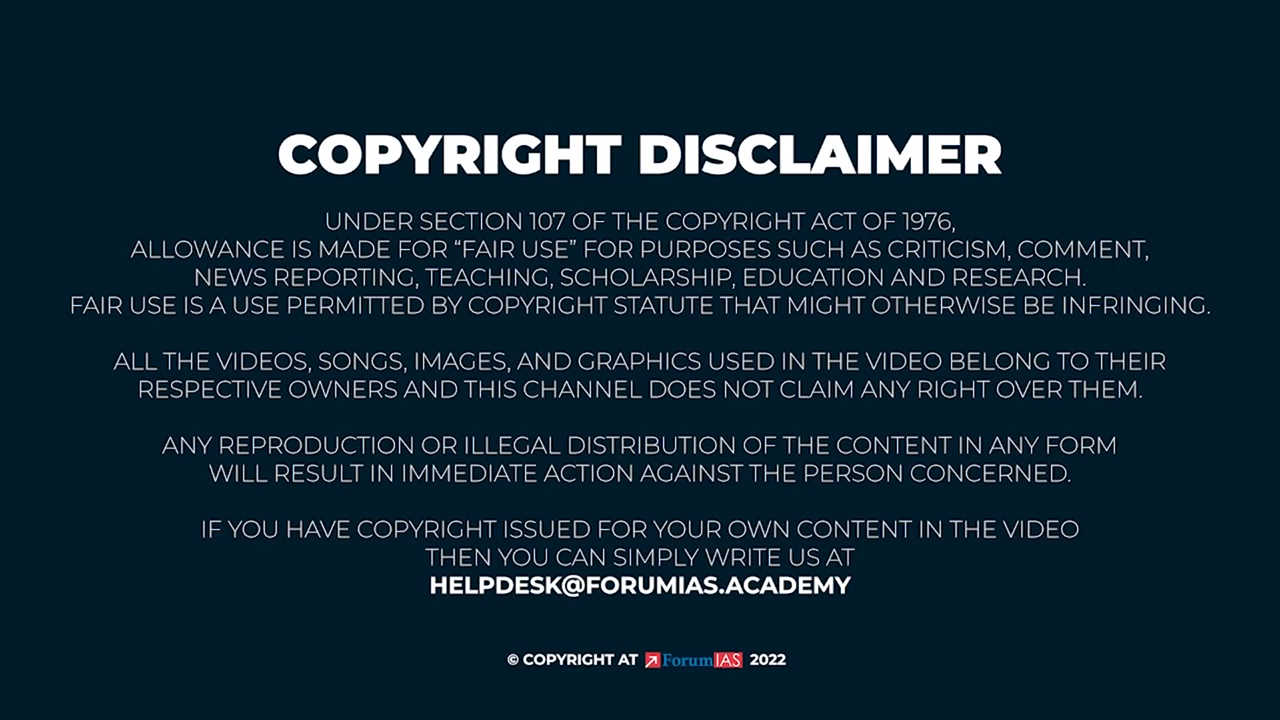 COPYRIGHT DISCLAIMER
UNDER SECTION 107 OF THE COPYRIGHT ACT OF 1976,
ALLOWANCE IS MADE FOR “FAIR USE” FOR PURPOSES SUCH AS CRITICISM, COMMENT,
NEWS REPORTING, TEACHING, SCHOLARSHIP, EDUCATION AND RESEARCH.
FAIR USE IS A USE PERMITTED BY COPYRIGHT STATUTE THAT MIGHT OTHERWISE BE INFRINGING.
ALL THE VIDEOS, SONGS, IMAGES, AND GRAPHICS USED IN THE VIDEO BELONG TO THEIR
RESPECTIVE OWNERS AND THIS CHANNEL DOES NOT CLAIM ANY RIGHT OVER THEM.
ANY REPRODUCTION OR ILLEGAL DISTRIBUTION OF THE CONTENT IN ANY FORM
WILL RESULT IN IMMEDIATE ACTION AGAINST THE PERSON CONCERNED.
IF YOU HAVE COPYRIGHT ISSUED FOR YOUR OWN CONTENT IN THE VIDEO
THEN YOU CAN SIMPLY WRITE US AT
HELPDESK@FORUMIAS.ACADEMY
© COPYRIGHT AT ForumIAS 2022